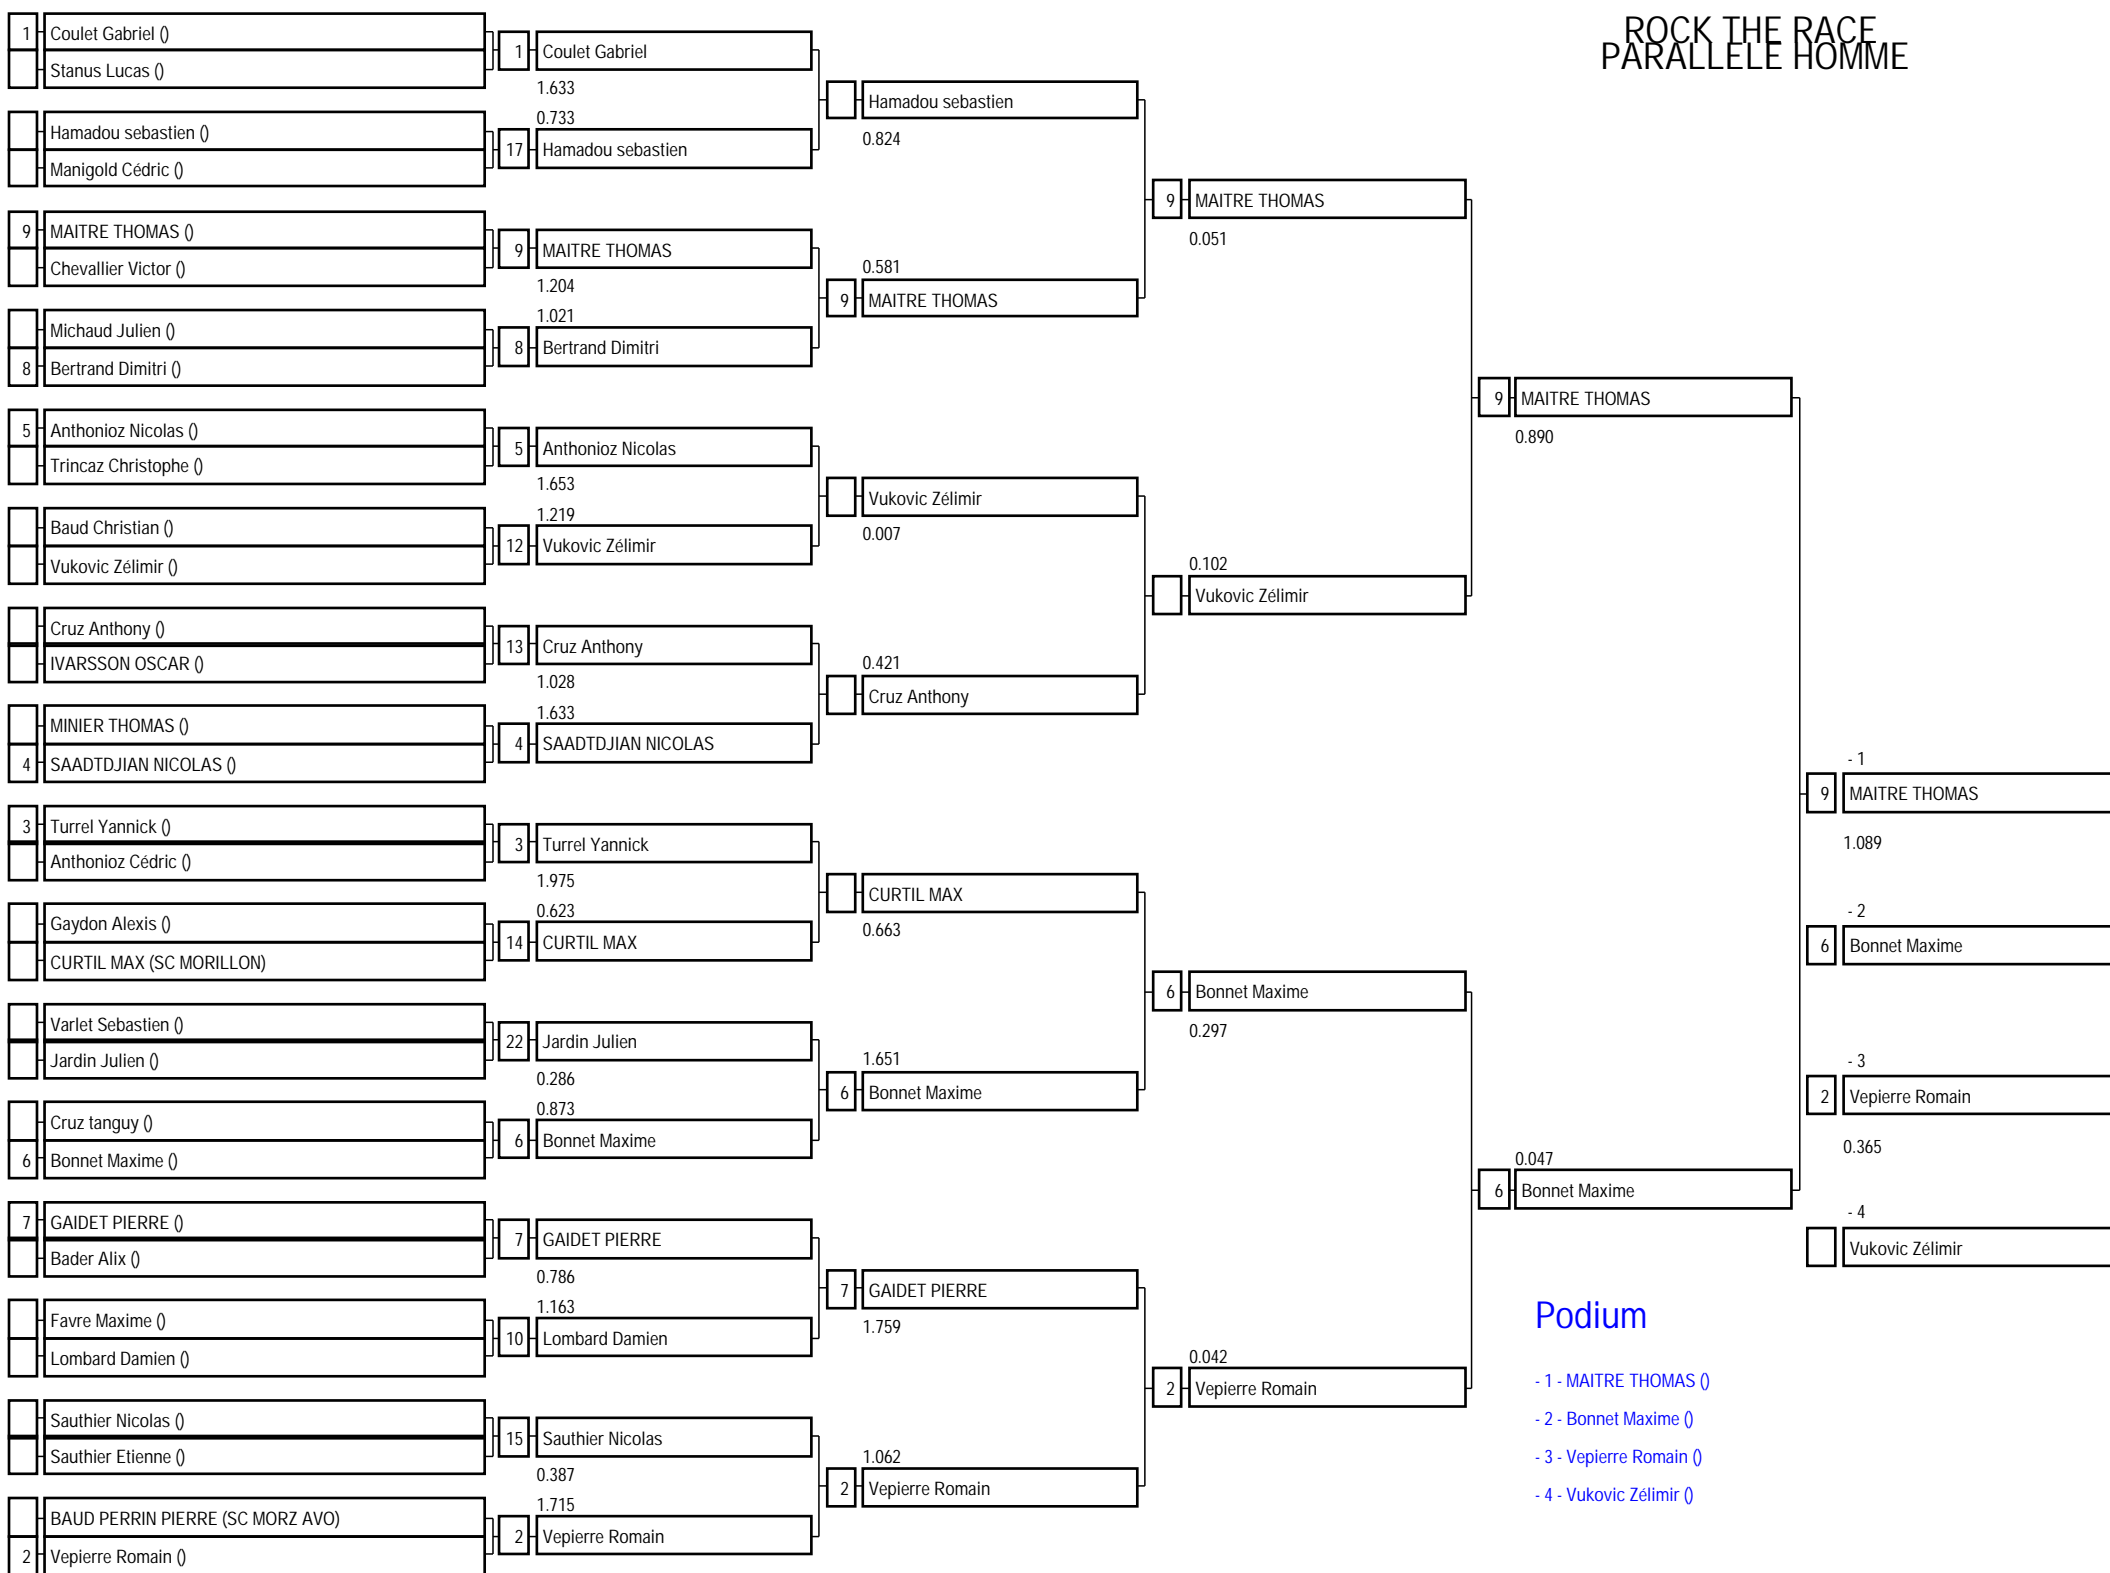 ROCK THE RACE
PARALLELE HOMME
1 Coulet Gabriel ()
Stanus Lucas ()
Hamadou sebastien ()
Manigold Cédric ()
9 MAITRE THOMAS ()
Chevallier Victor ()
Michaud Julien ()
8 Bertrand Dimitri ()
5 Anthonioz Nicolas ()
Trincaz Christophe ()
Baud Christian ()
Vukovic Zélimir ()
Cruz Anthony ()
IVARSSON OSCAR ()
MINIER THOMAS ()
4 SAADTDJIAN NICOLAS ()
3 Turrel Yannick ()
Anthonioz Cédric ()
Gaydon Alexis ()
CURTIL MAX (SC MORILLON)
Varlet Sebastien ()
Jardin Julien ()
Cruz tanguy ()
6 Bonnet Maxime ()
7 GAIDET PIERRE ()
Bader Alix ()
Favre Maxime ()
Lombard Damien ()
Sauthier Nicolas ()
Sauthier Etienne ()
BAUD PERRIN PIERRE (SC MORZ AVO)
2 Vepierre Romain ()
1 Coulet Gabriel
1.633
0.733
17 Hamadou sebastien
9 MAITRE THOMAS
1.204
1.021
8 Bertrand Dimitri
5 Anthonioz Nicolas
1.653
1.219
12 Vukovic Zélimir
13 Cruz Anthony
1.028
1.633
4 SAADTDJIAN NICOLAS
3 Turrel Yannick
1.975
0.623
14 CURTIL MAX
22 Jardin Julien
0.286
0.873
6 Bonnet Maxime
7 GAIDET PIERRE
0.786
1.163
10 Lombard Damien
15 Sauthier Nicolas
0.387
1.715
2 Vepierre Romain
Hamadou sebastien
0.824
0.581
9 MAITRE THOMAS
Vukovic Zélimir
0.007
0.421
Cruz Anthony
CURTIL MAX
0.663
1.651
6 Bonnet Maxime
7 GAIDET PIERRE
1.759
1.062
2 Vepierre Romain
9 MAITRE THOMAS
0.051
0.102
Vukovic Zélimir
6 Bonnet Maxime
0.297
0.042
2 Vepierre Romain
9 MAITRE THOMAS
0.890
0.047
6 Bonnet Maxime
- 1
9 MAITRE THOMAS
1.089
- 2
6 Bonnet Maxime
- 3
2 Vepierre Romain
0.365
- 4
Vukovic Zélimir
Podium
- 1 - MAITRE THOMAS ()
- 2 - Bonnet Maxime ()
- 3 - Vepierre Romain ()
- 4 - Vukovic Zélimir ()